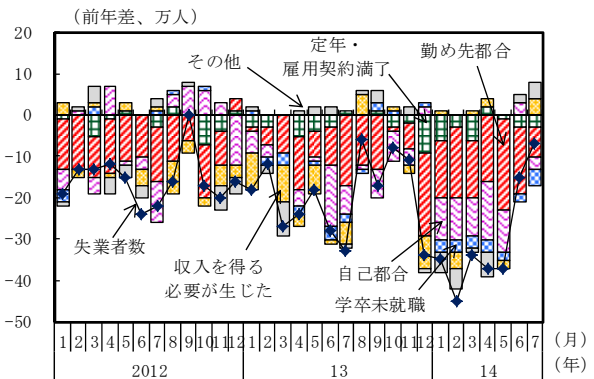 (前年差、万人)
20
10
0
-10
-20
-30
-40
-50
その他
定年・
雇用契約満了
勤め先都合
失業者数
収入を得る
必要が生じた
自己都合
学卒未就職
1 2 3 4 5 6 7 8 9 10 11 12 1 2 3 4 5 6 7 8 9 10 11 12 1 2 3 4 5 6 7 (月)
2012 13 14 (年)